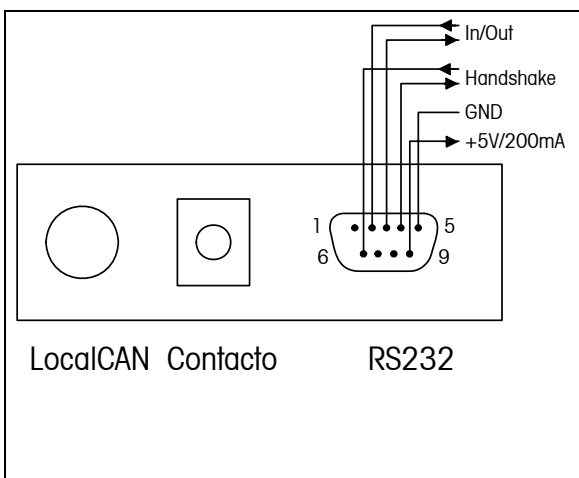 In/Out
Handshake
GND
+5V/200mA
1 5
6 9
LocalCAN Contacto RS232